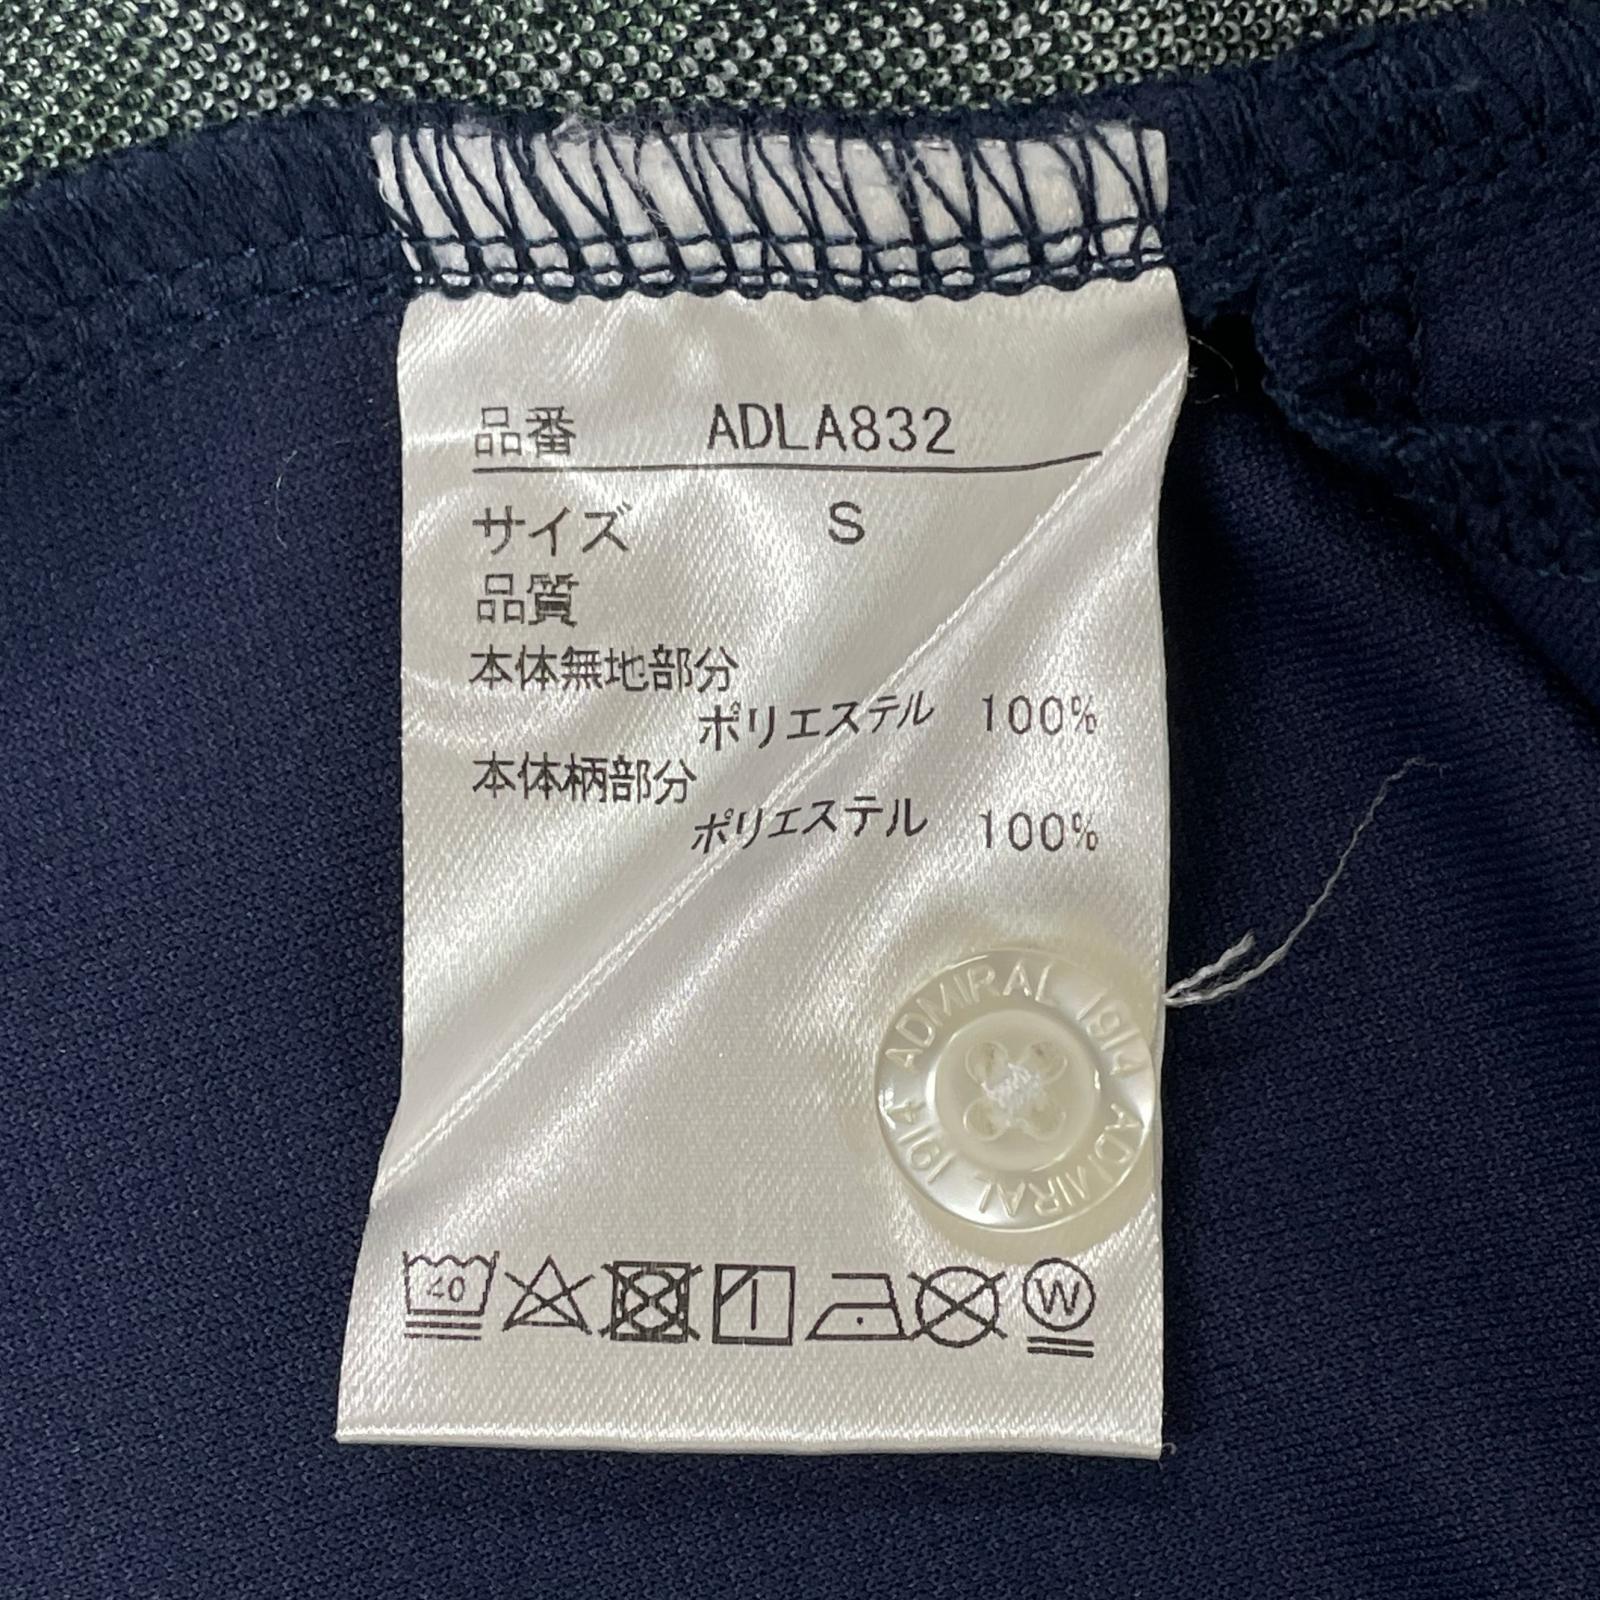 品番 ADLA832
サイズ S
品質
本体無地部分
ポリエステル 100%
本体柄部分
ポリエステル 100%
ADMIRAL 1914 ADMIRAL 1914
40
W